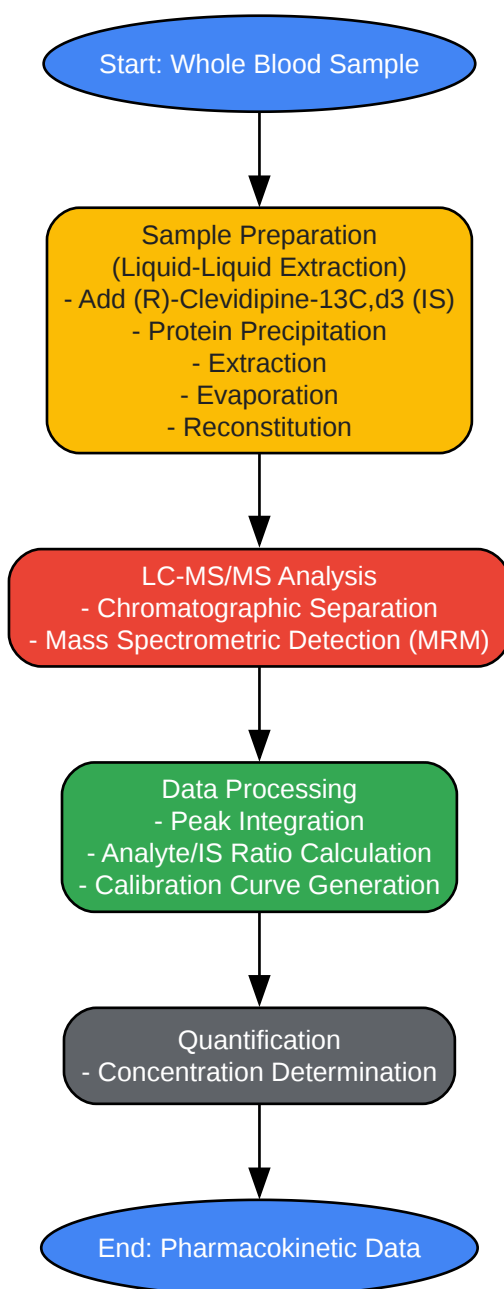 Start: Whole Blood Sample
Sample Preparation
(Liquid-Liquid Extraction)
- Add (R)-Clevidipine-13C,d3 (IS)
- Protein Precipitation
- Extraction
- Evaporation
- Reconstitution
LC-MS/MS Analysis
- Chromatographic Separation
- Mass Spectrometric Detection (MRM)
Data Processing
- Peak Integration
- Analyte/IS Ratio Calculation
- Calibration Curve Generation
Quantification
- Concentration Determination
End: Pharmacokinetic Data